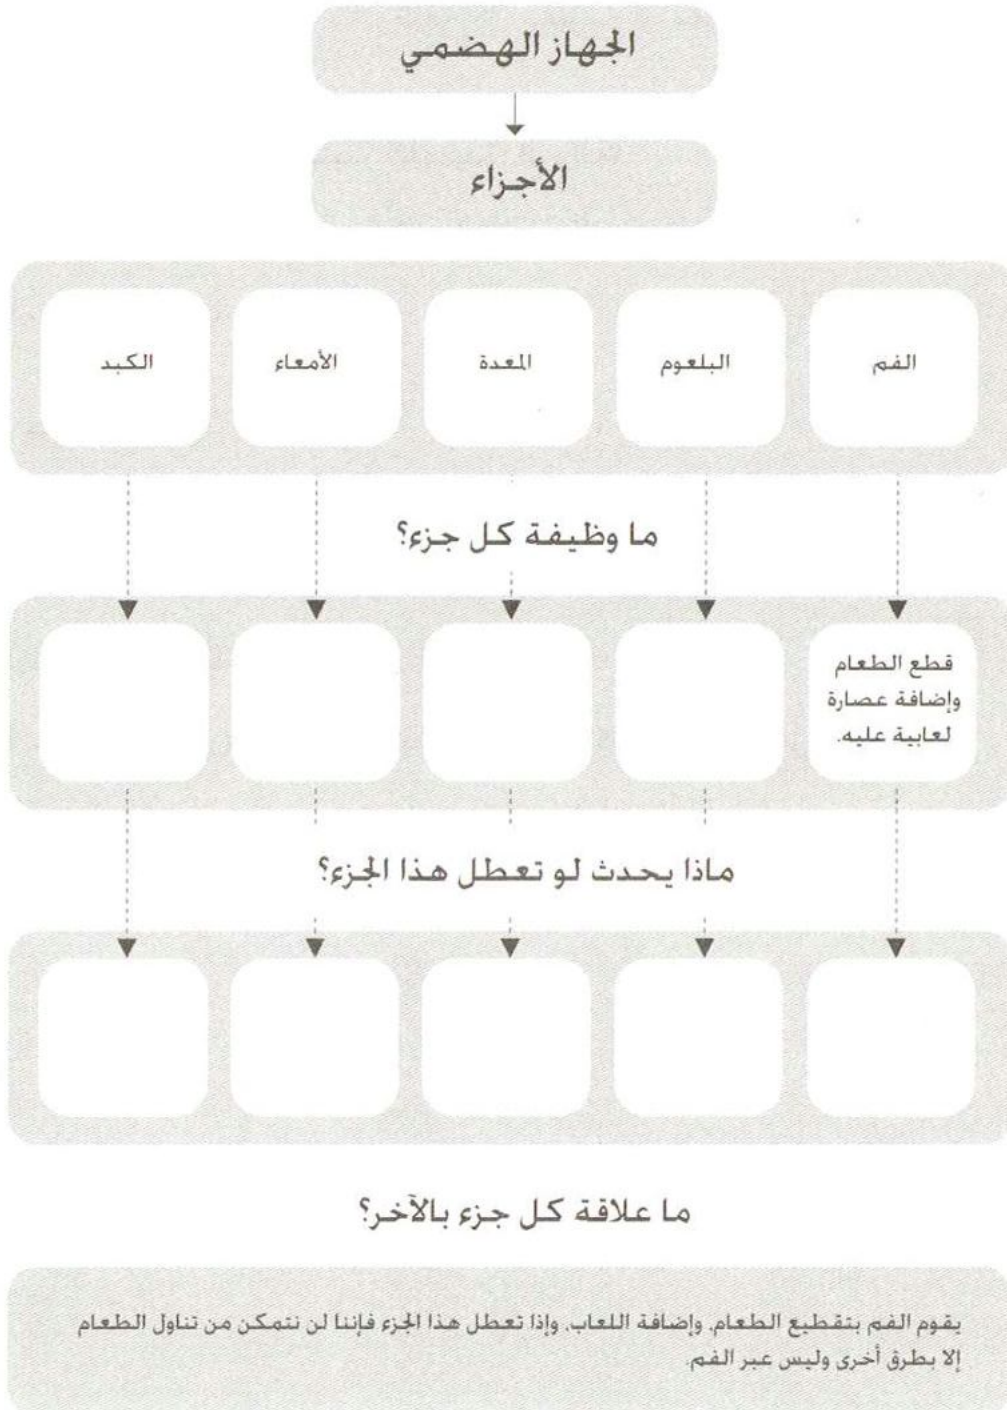 الجهاز الهضمي
الأجزاء
الفم
البلعوم
المعدة
الأمعاء
الكبد
ما وظيفة كل جزء؟
قطع الطعام
وإضافة عصارة
لعابية عليه.
ماذا يحدث لو تعطل هذا الجزء؟
ما علاقة كل جزء بالآخر؟
يقوم الفم بتقطيع الطعام، وإضافة اللعاب، وإذا تعطل هذا الجزء فإننا لن نتمكن من تناول الطعام
إلا بطرق أخرى وليس عبر الفم.